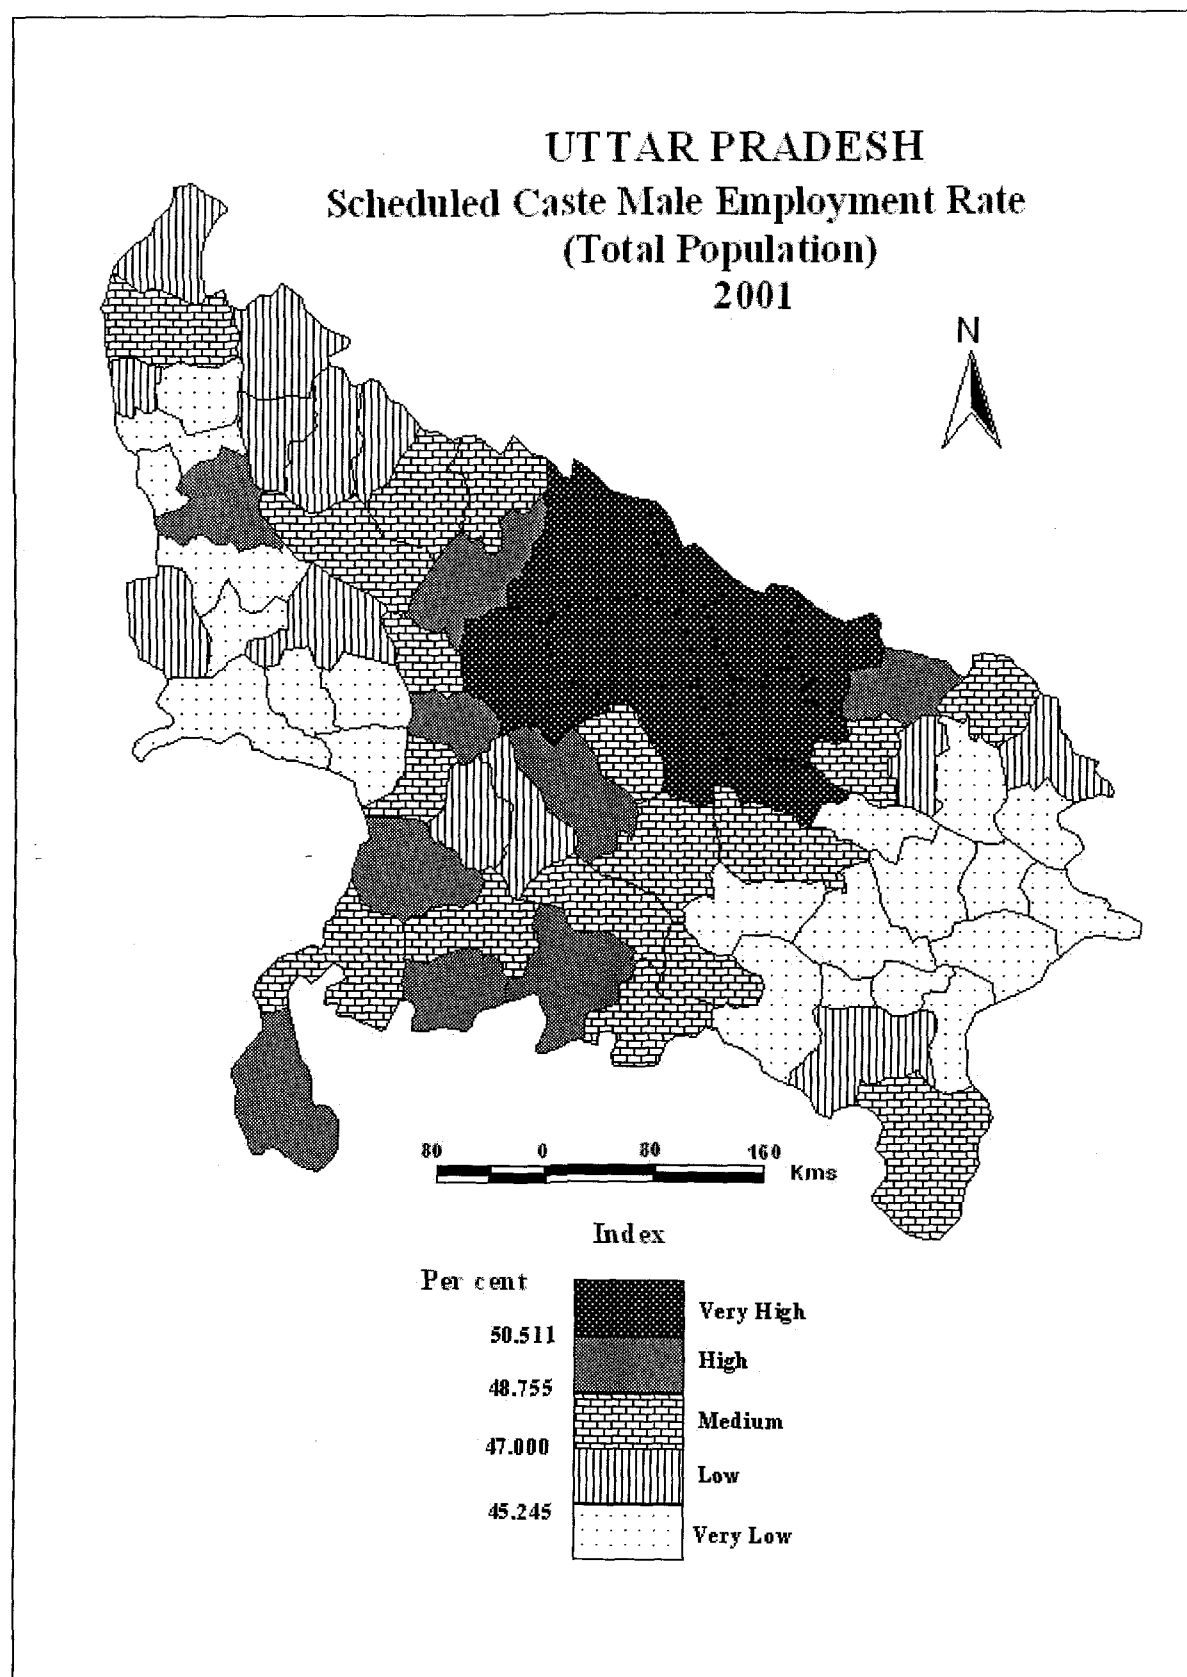 UTTAR PRADESH
Scheduled Caste Male Employment Rate
(Total Population)
2001
N
80 0 80 160
Kms
Index
Per cent
Very High
50.511
High
48.755
Medium
47.000
Low
45.245
Very Low